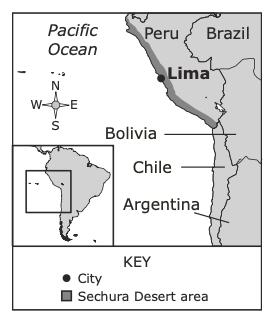 Pacific
Ocean
Peru
Brazil
Lima
N
W
E
S
Bolivia
Chile
Argentina
KEY
City
Sechura Desert area